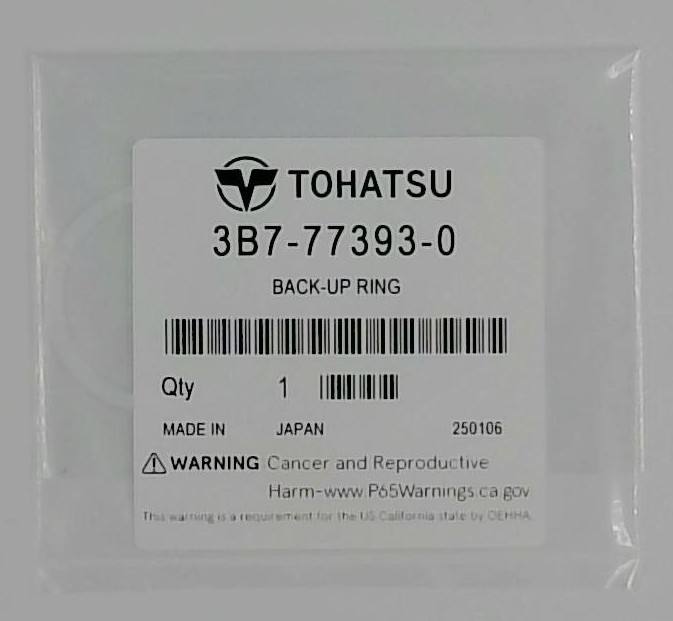 TOHATSU
3B7-77393-0
BACK-UP RING
Qty 1
MADE IN JAPAN 250106
WARNING Cancer and Reproductive
Harm-www.P65Warnings.ca.gov
This warning is a requirement for the US California state by OEHHA.